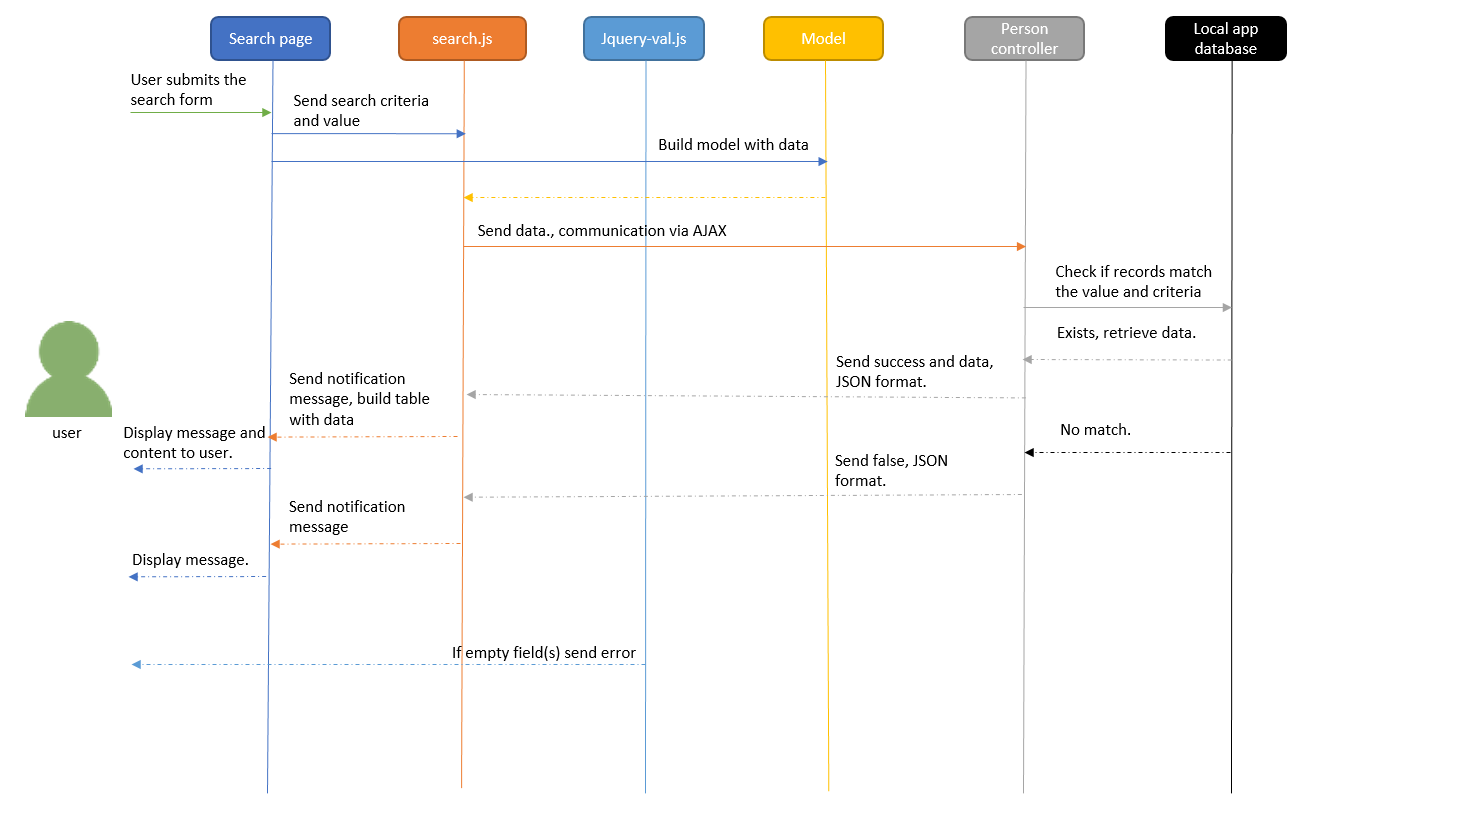 Search page
search.js
Jquery-val.js
Model
Person
controller
Local app
database
User submits the
search form
Send search criteria
and value
Build model with data
Send data., communication via AJAX
Check if records match
the value and criteria
Exists, retrieve data.
Send success and data,
JSON format.
Send notification
message, build table
with data
user
Display message and
content to user.
No match.
Send false, JSON
format.
Send notification
message
Display message.
If empty field(s) send error